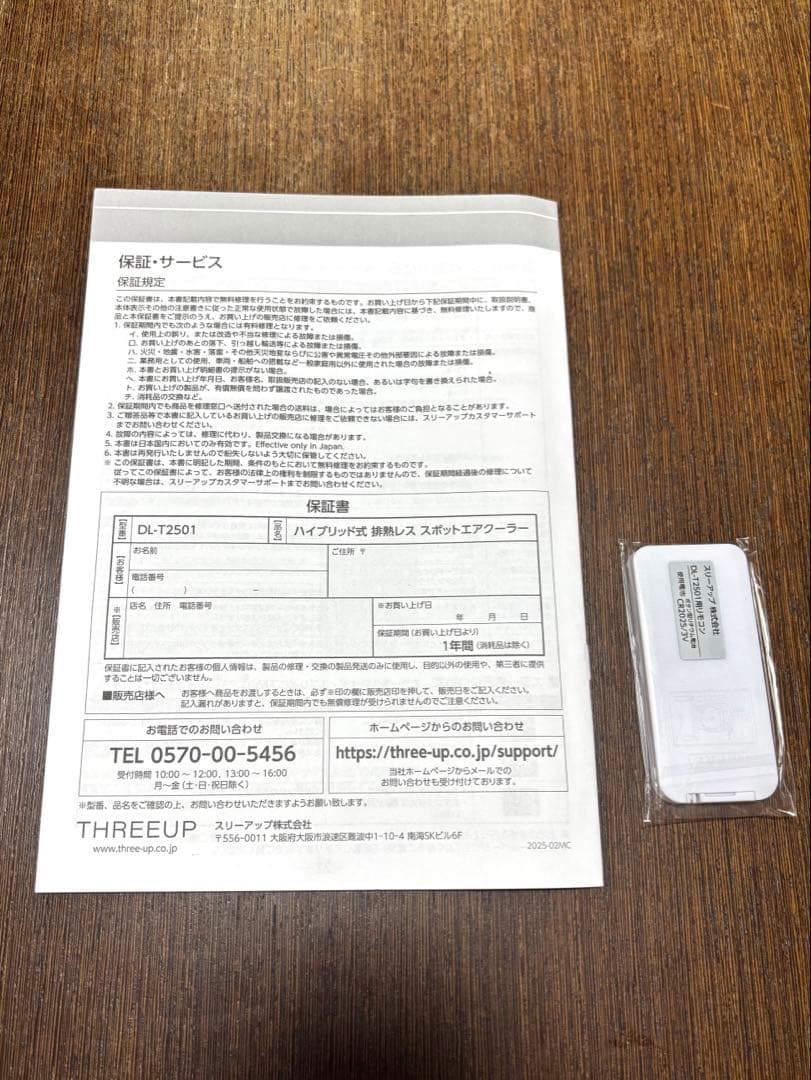 保証・サービス
保証規定
この保証書は、本書記載内容で無料修理を行うことをお約束するものです。お買い上げ日から下記保証期間中に、取扱説明書、
本体表示その他の注意書きに従った正常な使用状態で故障した場合には、本書記載内容に基づき、無料修理いたしますので、商
品と本保証書をご提示のうえ、お買い上げの販売店に修理をご依頼ください。
1. 保証期間内でも次のような場合には有料修理となります。
イ. 使用上の誤り、または改造や不当な修理による故障または損傷。
ロ. お買い上げ後の落下、引っ越し輸送等による故障または損傷。
ハ. 火災・地震・水害・落雷・その他天災地変ならびに公害や異常電圧その他外部要因による故障または損傷。
ニ. 業務用としての使用、車両・船舶への搭載など一般家庭用以外に使用された場合の故障または損傷。
ホ. 本書とお買上げ明細書の提示がない場合。
ヘ. 本書にお買上げ年月日、お客様名、取扱販売店の記入のない場合、あるいは字句を書き換えられた場合。
ト. お買い上げの製品が、有償無償を問わず譲渡されたものであった場合。
チ. 消耗品の交換など。
2. 保証期間内でも商品を修理窓口へ送付された場合の送料は、場合によってはお客様のご負担となることがあります。
3. ご贈答品等で本書に記入しているお買い上げの販売店に修理をご依頼できない場合には、スリーアップカスタマーサポート
までお問い合わせください。
4. 故障の内容によっては、修理に代わり、製品交換になる場合があります。
5. 本書は日本国内においてのみ有効です。Effective only in Japan.
6. 本書は再発行いたしませんので紛失しないよう大切に保管してください。
※ この保証書は、本書に明記した期間、条件のもとにおいて無料修理をお約束するものです。
従ってこの保証書によって、お客様の法律上の権利を制限するものではありませんので、保証期間経過後の修理について
不明な場合は、スリーアップカスタマーサポートまでお問い合わせください。
保証書
【型番】 DL-T2501 【品名】 ハイブリッド式 排熱レス スポットエアクーラー
【お客様】 お名前 ご住所 〒
電話番号
( ) −
※【販売店】 店名 住所 電話番号 ※お買い上げ日
年 月 日
保証期間（お買い上げ日より）
1年間（消耗品は除く）
保証書に記入されたお客様の個人情報は、製品の修理・交換の製品発送のみに使用し、目的以外の使用や、第三者に提供
することは一切ございません。
■販売店様へ お客様へ商品をお渡しするときは、必ず※印の欄に販売店印を押して、販売日をご記入ください。
記入漏れがありますと、保証期間内でも無償修理が受けられませんのでご注意ください。
お電話でのお問い合わせ
TEL 0570-00-5456
受付時間 10:00～12:00、13:00～16:00
月～金（土・日・祝日除く）
ホームページからのお問い合わせ
https://three-up.co.jp/support/
当社ホームページからメールでの
お問い合わせも受け付けております。
※型番、品名をご確認の上、お問い合わせいただきますようお願い致します。
THREEUP スリーアップ株式会社
www.three-up.co.jp 〒556-0011 大阪府大阪市浪速区難波中1-10-4 南海SKビル6F
2025-02MC
スリーアップ 株式会社
DL-T2501用リモコン
ボタン型リチウム電池
使用電池 CR2025/3V